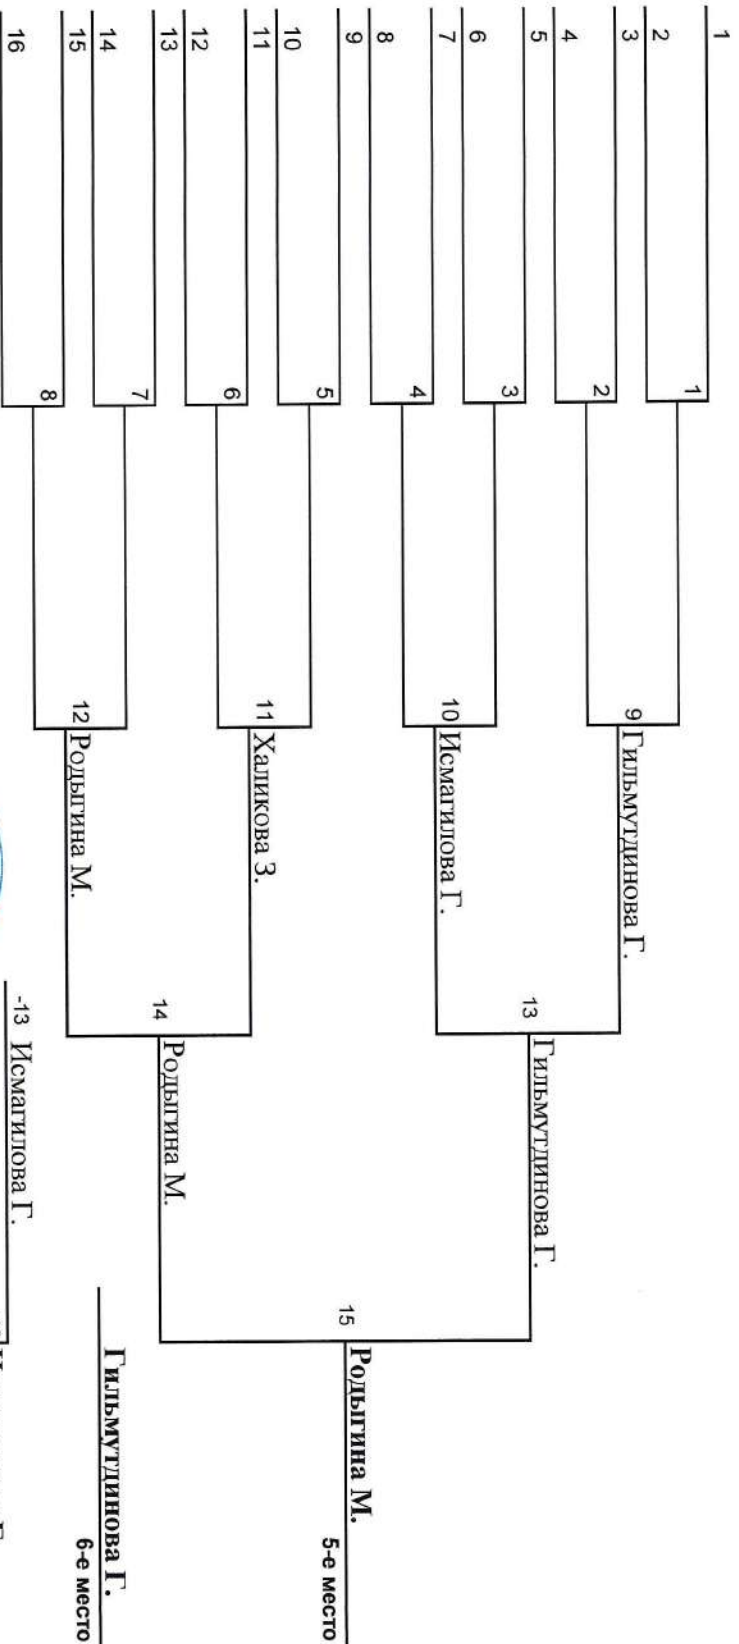 1
2
3
4
5
6
7
8
9
10
11
12
13
14
15
16
1
2
3
4
5
6
7
8
9 Гильмутдинова Г.
10 Исмагилова Г.
11 Халикова З.
12 Родыгина М.
13 Гильмутдинова Г.
14 Родыгина М.
15 Родыгина М.
5-е место
Гильмутдинова Г.
6-е место
-13 Исмагилова Г.